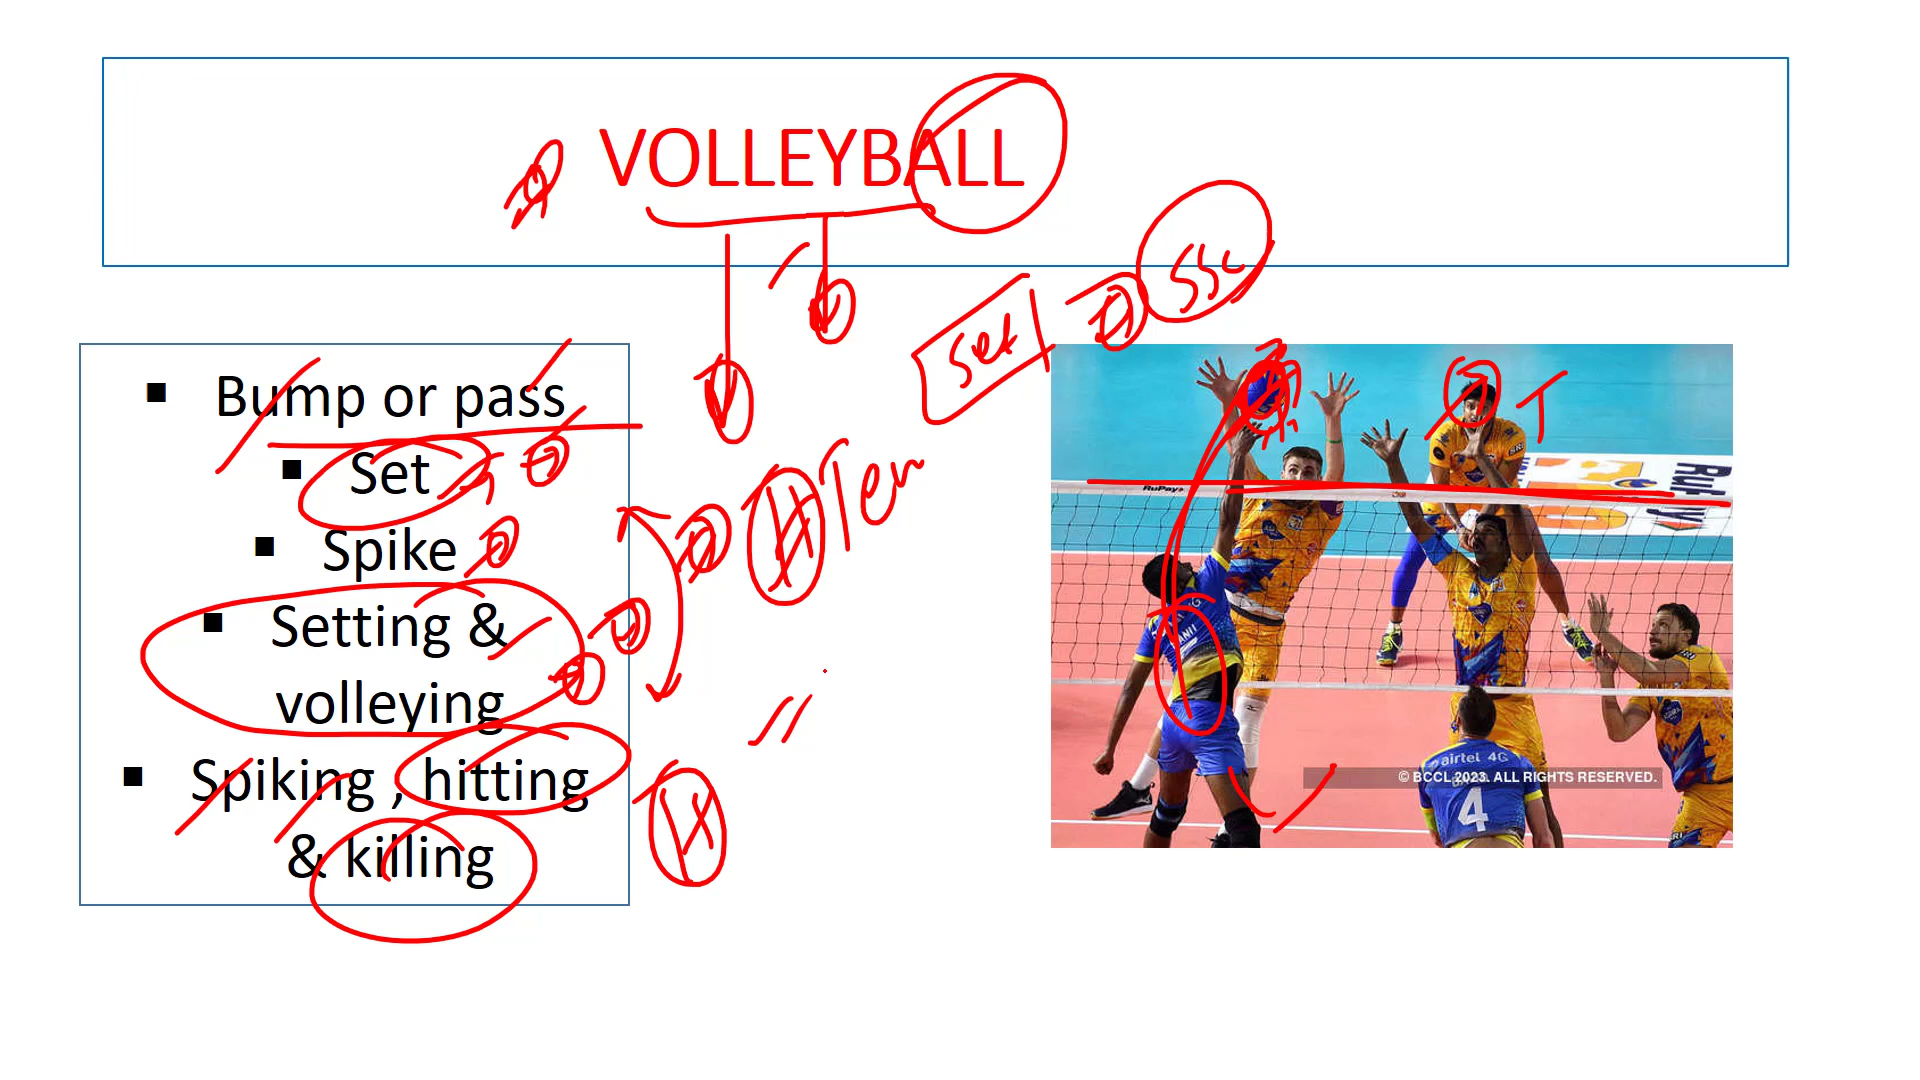 VOLLEYBALL
SSC
Set
▪ Bump or pass
▪ Set
▪ Spike
▪ Setting &
volleying
▪ Spiking , hitting
& killing
T
RuPay
airtel 4G
4
© BCCL 2023. ALL RIGHTS RESERVED.